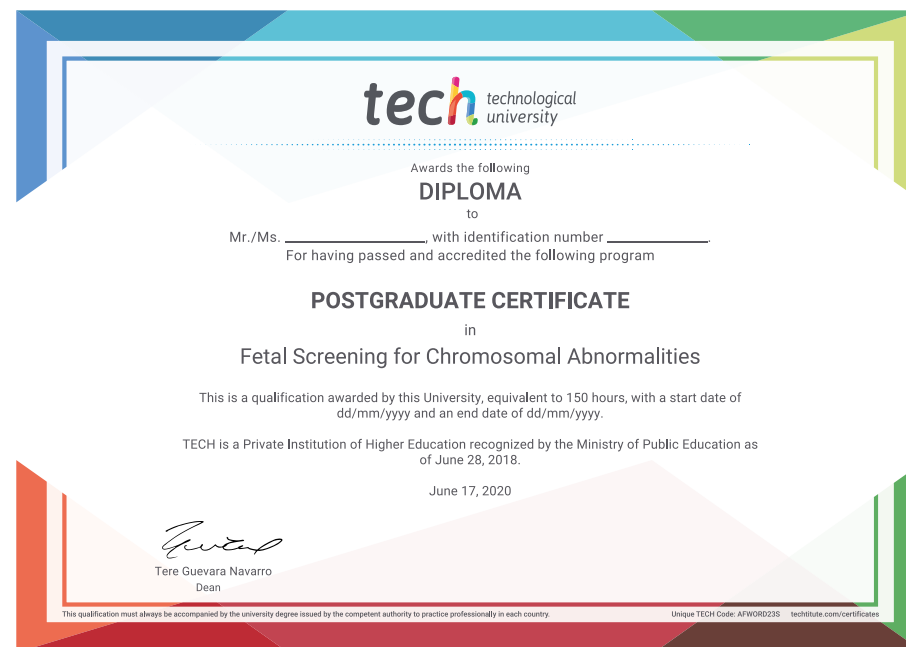 tech technological
university
Awards the following
DIPLOMA
to
Mr./Ms. ____________________, with identification number ______________.
For having passed and accredited the following program
POSTGRADUATE CERTIFICATE
in
Fetal Screening for Chromosomal Abnormalities
This is a qualification awarded by this University, equivalent to 150 hours, with a start date of
dd/mm/yyyy and an end date of dd/mm/yyyy.
TECH is a Private Institution of Higher Education recognized by the Ministry of Public Education as
of June 28, 2018.
June 17, 2020
Tere Guevara Navarro
Dean
This qualification must always be accompanied by the university degree issued by the competent authority to practice professionally in each country. Unique TECH Code: AFWORD23S techtitute.com/certificates